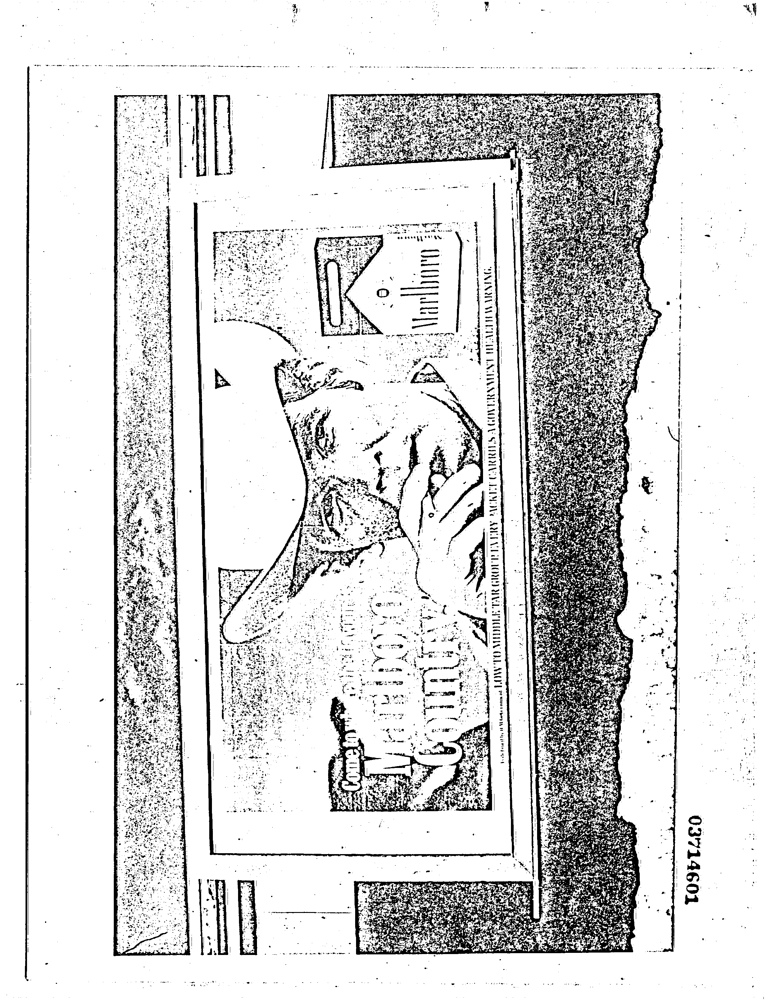 Come to
Marlboro
Country
Marlboro
LOW TO MIDDLE TAR GROUP EVERY PACKET CARRIES A GOVERNMENT HEALTH WARNING
03714601